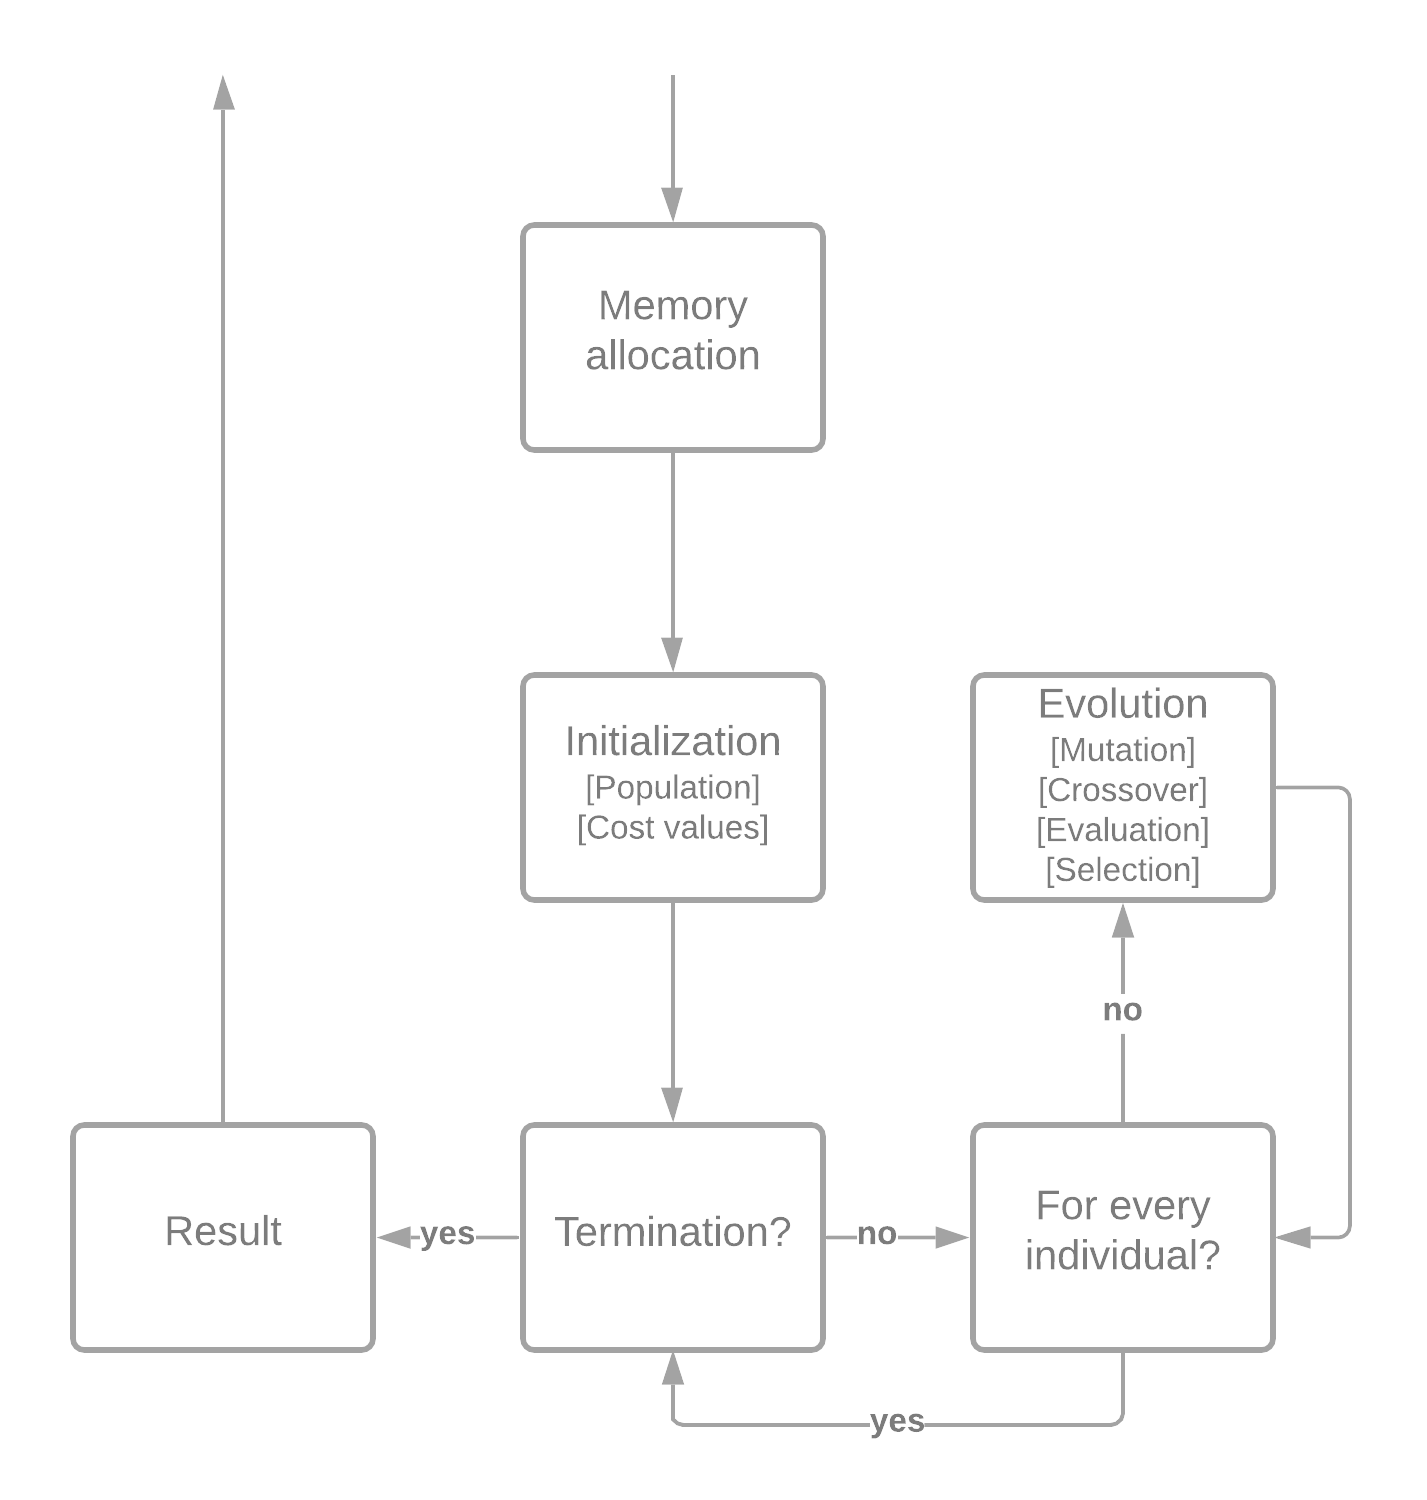 Memory
allocation
Initialization
[Population]
[Cost values]
Evolution
[Mutation]
[Crossover]
[Evaluation]
[Selection]
no
Result
yes
Termination?
no
For every
individual?
yes